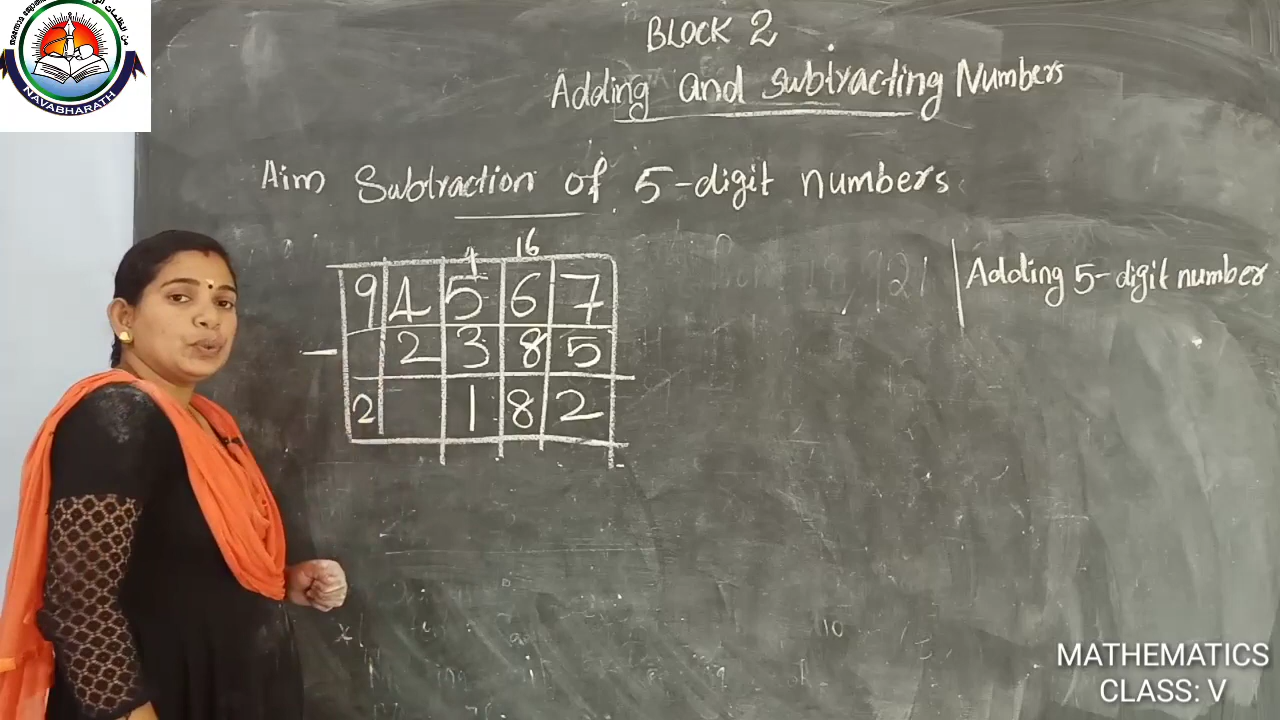 NAVABHARATH
BLOCK 2
Adding and subtracting Numbers
Aim Subtraction of 5-digit numbers
4 16
9 4 5 6 7
Adding 5-digit number
- 2 3 8 5
2 1 8 2
MATHEMATICS
CLASS: V